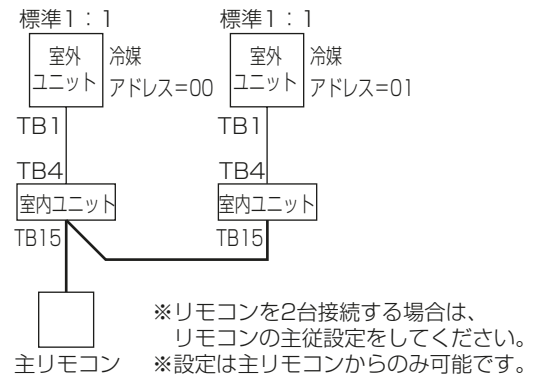 標準1：1 標準1：1
室外 冷媒 室外 冷媒
ユニット アドレス=00 ユニット アドレス=01
TB1 TB1
TB4 TB4
室内ユニット 室内ユニット
TB15 TB15
※リモコンを2台接続する場合は、
リモコンの主従設定をしてください。
主リモコン ※設定は主リモコンからのみ可能です。